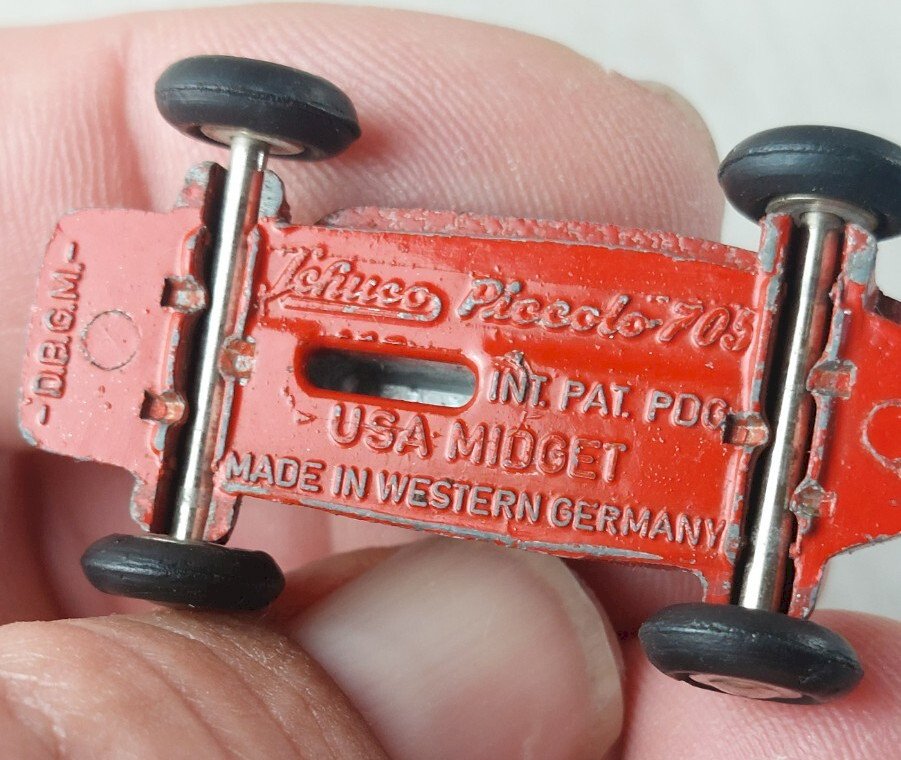 - D.B.G.M. -
Schuco Piccolo 705
INT. PAT. PDG
USA MIDGET
MADE IN WESTERN GERMANY